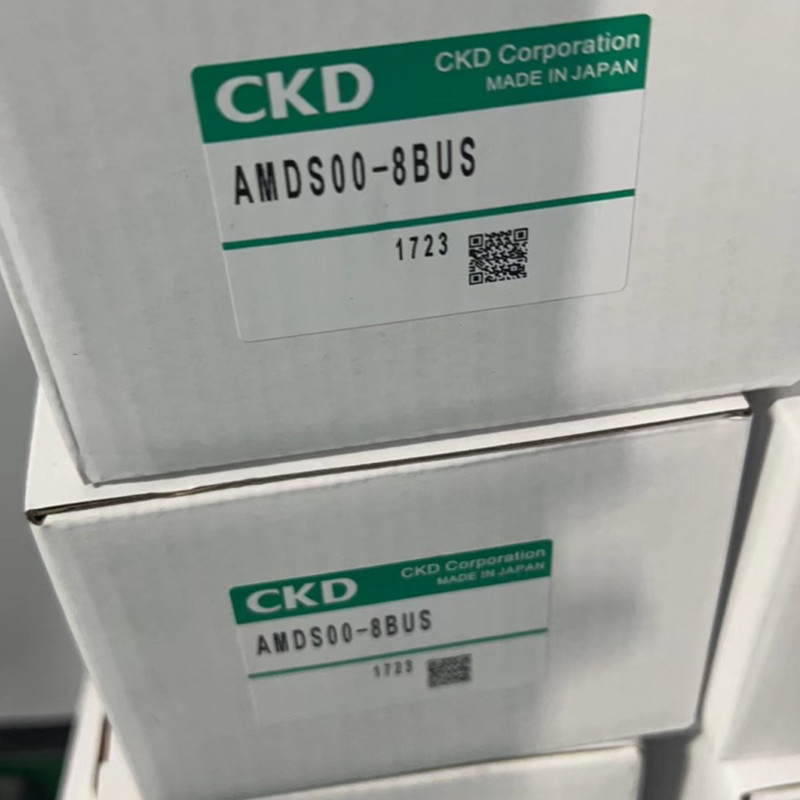 CKD
CKD Corporation
MADE IN JAPAN
AMDS00-8BUS
1723
CKD
CKD Corporation
MADE IN JAPAN
AMDS00-8BUS
1723